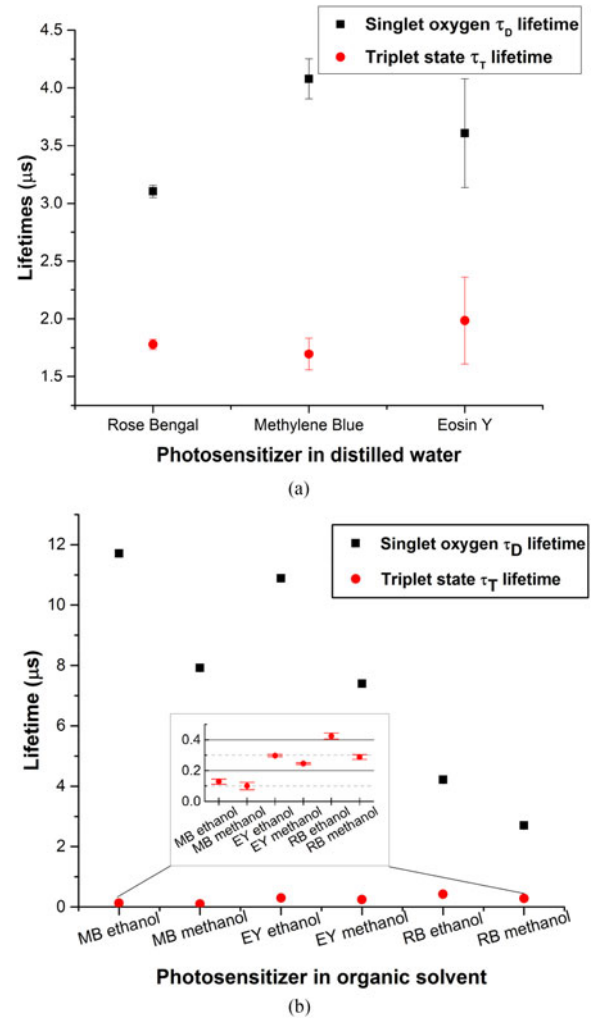 Singlet oxygen τD lifetime
Triplet state τT lifetime
4.5
4.0
3.5
3.0
2.5
2.0
1.5
Lifetimes (μs)
Rose Bengal Methylene Blue Eosin Y
Photosensitizer in distilled water
(a)
Singlet oxygen τD lifetime
Triplet state τT lifetime
12
10
8
6
4
2
0
Lifetime (μs)
0.4
0.2
0.0
MB ethanol MB methanol EY ethanol EY methanol RB ethanol RB methanol
MB ethanol MB methanol EY ethanol EY methanol RB ethanol RB methanol
Photosensitizer in organic solvent
(b)